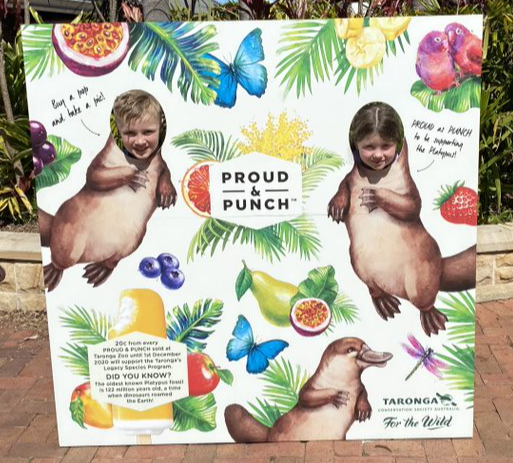 Buy a pop
and take a pic!
PROUD as PUNCH
to be supporting
the Platypus!
PROUD
&
PUNCH™
20c from every
PROUD & PUNCH sold at
Taronga Zoo until 1st December
2020 will support the Taronga's
Legacy Species Program.
DID YOU KNOW?
The oldest known Platypus fossil
is 122 million years old, a time
when dinosaurs roamed
the Earth!
TARONGA
CONSERVATION SOCIETY AUSTRALIA
For the Wild